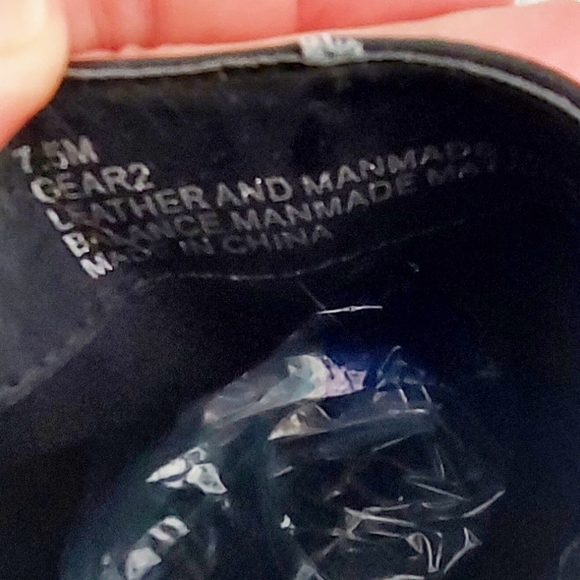 7.5M
GEAR2
LEATHER AND MANMADE
BALANCE MANMADE
MADE IN CHINA